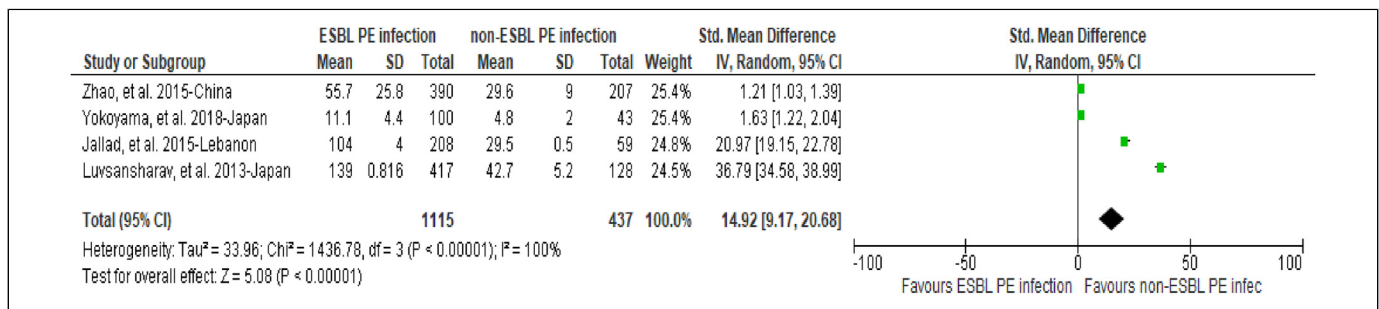 ESBL PE infection non-ESBL PE infection Std. Mean Difference Std. Mean Difference
Study or Subgroup Mean SD Total Mean SD Total Weight IV, Random, 95% CI IV, Random, 95% CI
Zhao, et al. 2015-China 55.7 25.8 390 29.6 9 207 25.4% 1.21 [1.03, 1.39]
Yokoyama, et al. 2018-Japan 11.1 4.4 100 4.8 2 43 25.4% 1.63 [1.22, 2.04]
Jallad, et al. 2015-Lebanon 104 4 208 29.5 0.5 59 24.8% 20.97 [19.15, 22.78]
Luvsansharav, et al. 2013-Japan 139 0.816 417 42.7 5.2 128 24.5% 36.79 [34.58, 38.99]
Total (95% CI) 1115 437 100.0% 14.92 [9.17, 20.68]
Heterogeneity: Tau² = 33.96; Chi² = 1436.78, df = 3 (P < 0.00001); I² = 100%
Test for overall effect: Z = 5.08 (P < 0.00001)
-100 -50 0 50 100
Favours ESBL PE infection Favours non-ESBL PE infec